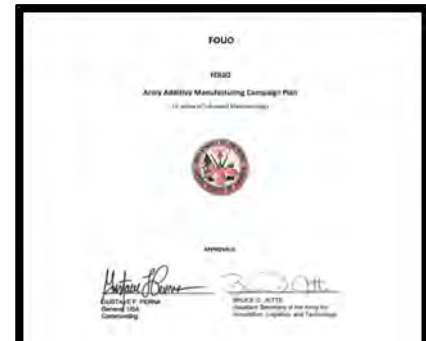 FOUO
FOUO
Army Additive Manufacturing Campaign Plan
APPROVALS
GUSTAVE F. PERNA
General, USA
Commanding
BRUCE D. JETTE
Assistant Secretary of the Army for
Acquisition, Logistics, and Technology